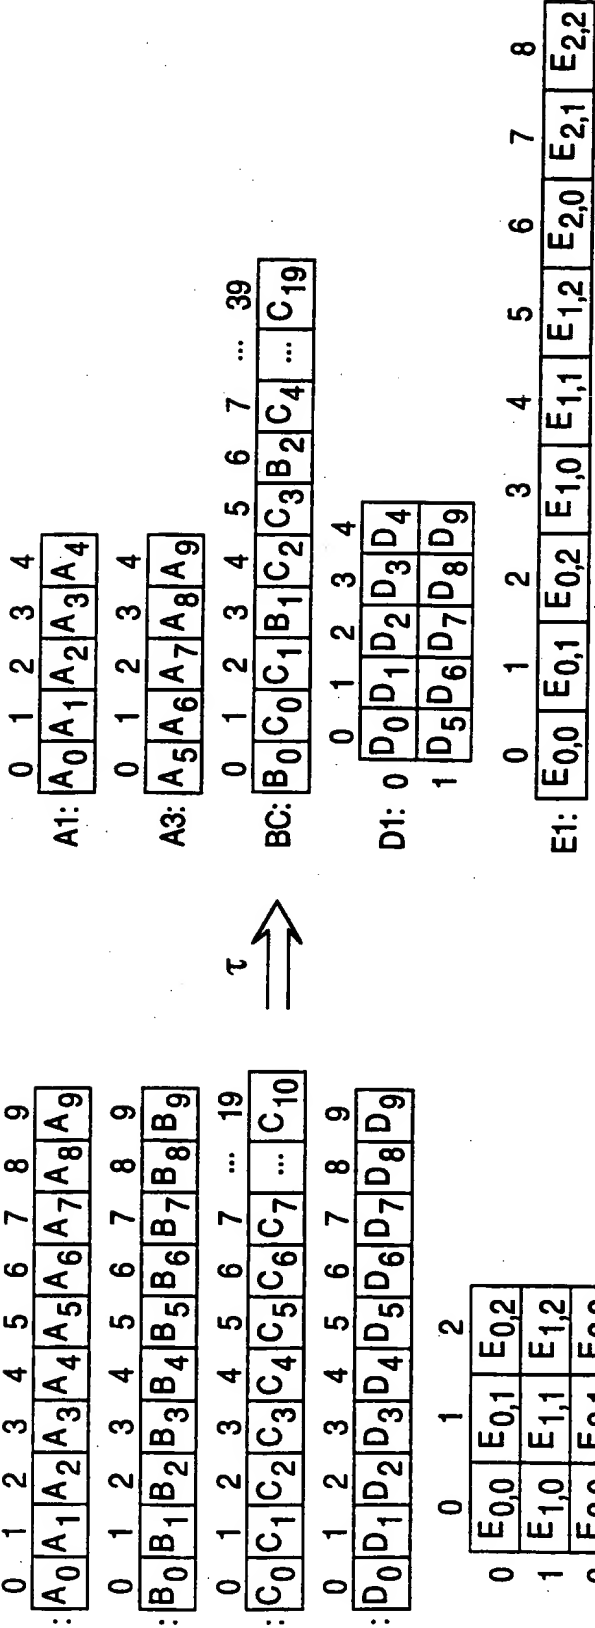 0 1 2 3 4 5 6 7 8 9
: A0 A1 A2 A3 A4 A5 A6 A7 A8 A9
0 1 2 3 4 5 6 7 8 9
: B0 B1 B2 B3 B4 B5 B6 B7 B8 B9
0 1 2 3 4 5 6 7 ... 19
: C0 C1 C2 C3 C4 C5 C6 C7 ... C10
0 1 2 3 4 5 6 7 8 9
: D0 D1 D2 D3 D4 D5 D6 D7 D8 D9
0 1 2
0 E0,0 E0,1 E0,2
1 E1,0 E1,1 E1,2
τ
0 1 2 3 4
A1: A0 A1 A2 A3 A4
0 1 2 3 4
A3: A5 A6 A7 A8 A9
0 1 2 3 4 5 6 7 ... 39
BC: B0 C0 C1 B1 C2 C3 B2 C4 ... C19
0 1 2 3 4
D1: 0 D0 D1 D2 D3 D4
1 D5 D6 D7 D8 D9
0 1 2 3 4 5 6 7 8
E1: E0,0 E0,1 E0,2 E1,0 E1,1 E1,2 E2,0 E2,1 E2,2